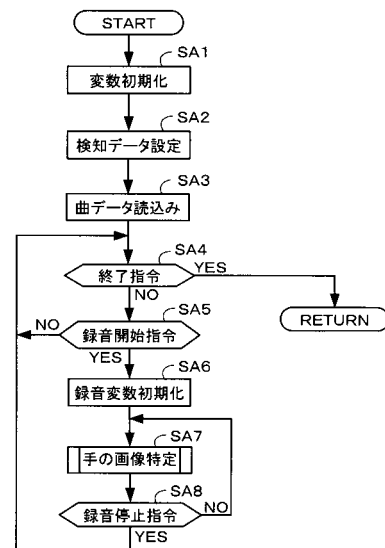 START
SA1
変数初期化
SA2
検知データ設定
SA3
曲データ読込み
SA4
終了指令
YES
NO
RETURN
SA5
NO
録音開始指令
YES
SA6
録音変数初期化
SA7
手の画像特定
SA8
録音停止指令
NO
YES